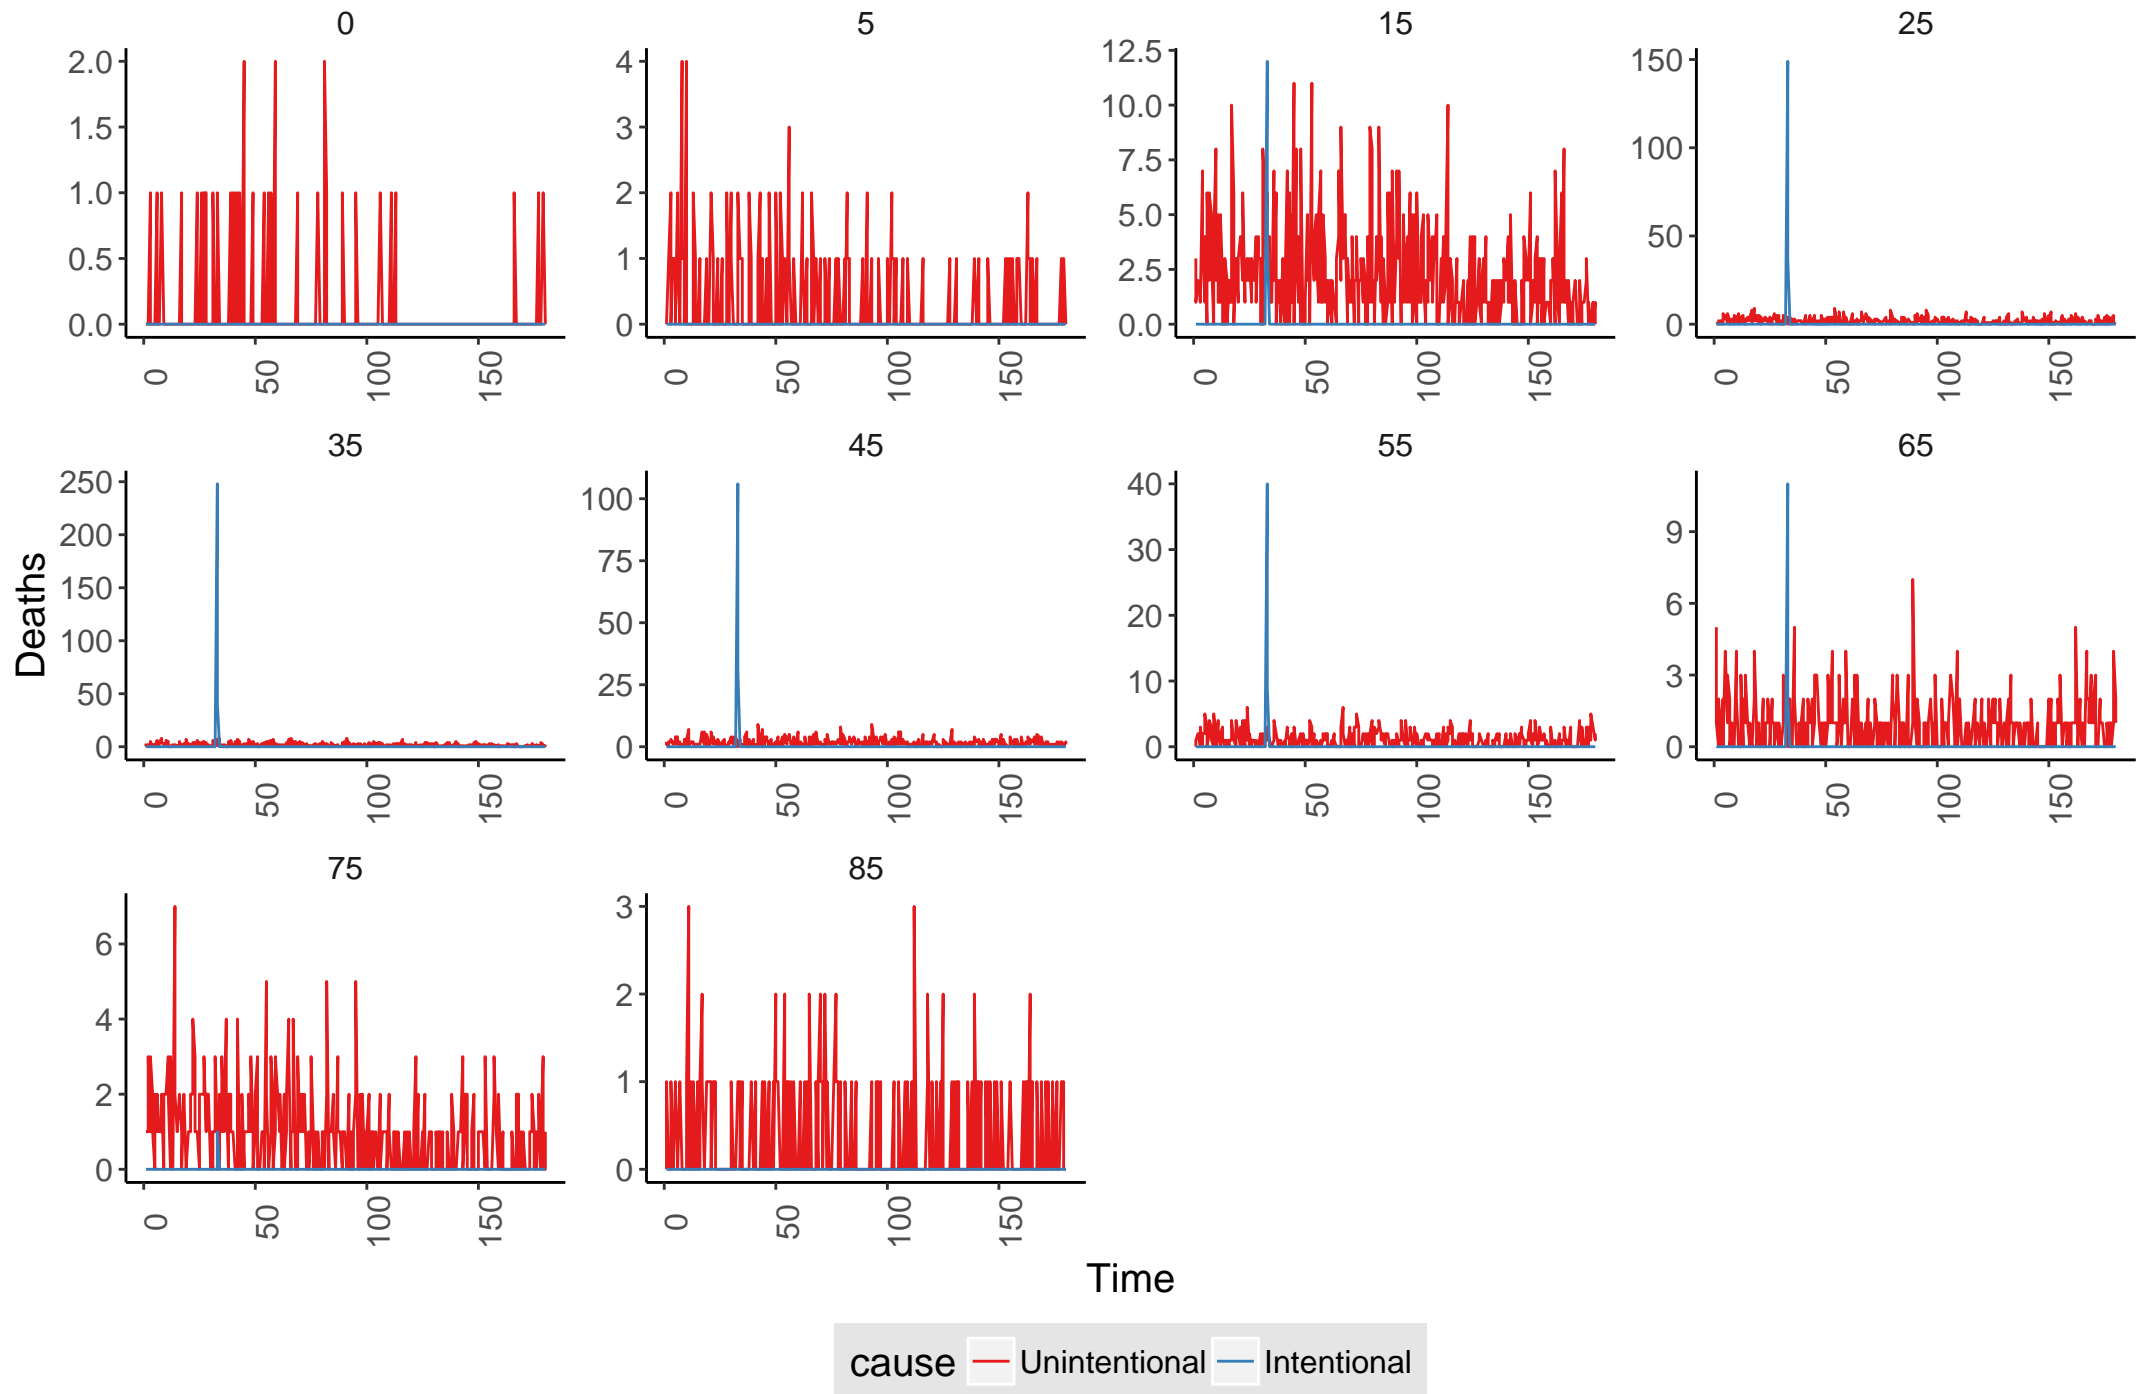 0 5 15 25
2.0 1.5 1.0 0.5 0.0
4 3 2 1 0
12.5 10.0 7.5 5.0 2.5 0.0
150 100 50 0
0 50 100 150 0 50 100 150 0 50 100 150 0 50 100 150
35 45 55 65
Deaths
250 200 150 100 50 0
100 75 50 25 0
40 30 20 10 0
9 6 3 0
0 50 100 150 0 50 100 150 0 50 100 150 0 50 100 150
75 85
6 4 2 0
3 2 1 0
0 50 100 150 0 50 100 150
Time
cause Unintentional Intentional